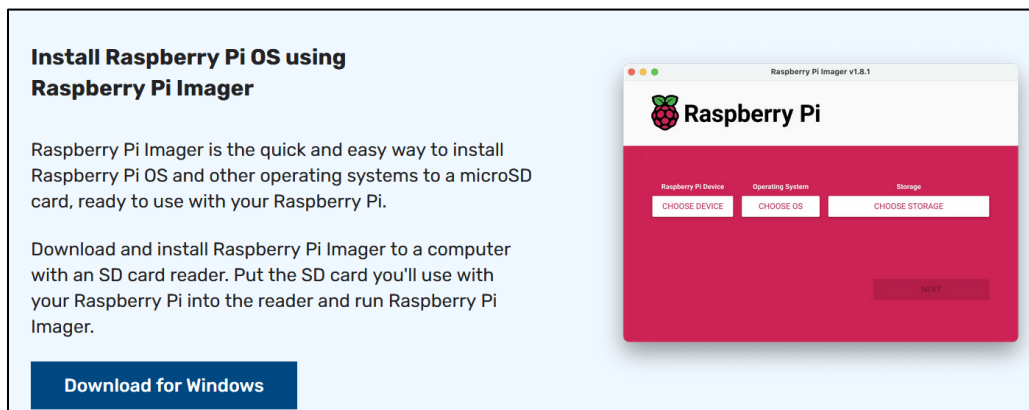 Install Raspberry Pi OS using
Raspberry Pi Imager
Raspberry Pi Imager is the quick and easy way to install
Raspberry Pi OS and other operating systems to a microSD
card, ready to use with your Raspberry Pi.
Download and install Raspberry Pi Imager to a computer
with an SD card reader. Put the SD card you'll use with
your Raspberry Pi into the reader and run Raspberry Pi
Imager.
Download for Windows
Raspberry Pi Imager v1.8.1
Raspberry Pi
Raspberry Pi Device Operating System Storage
CHOOSE DEVICE CHOOSE OS CHOOSE STORAGE
NEXT